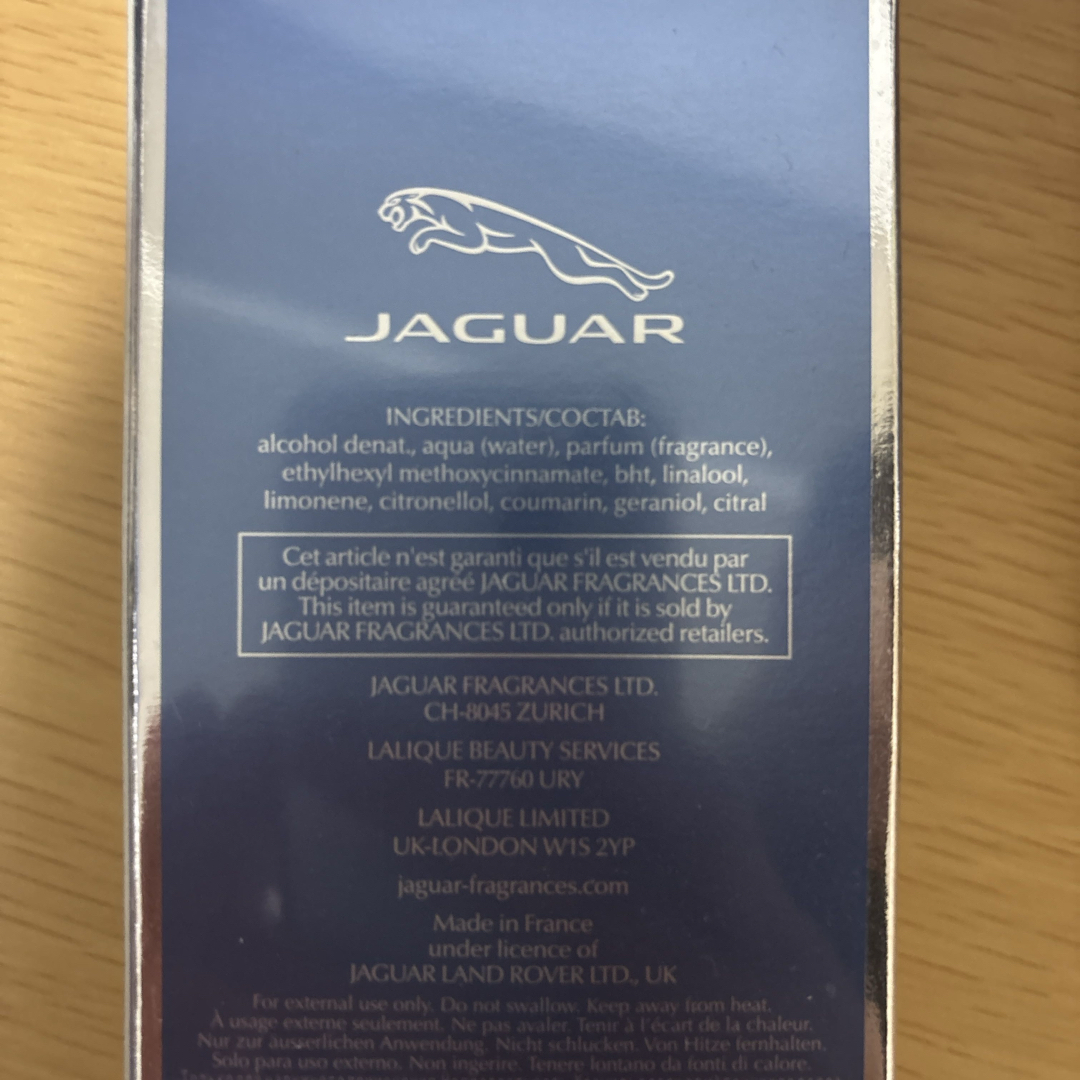 JAGUAR
INGREDIENTS/COCTAB:
alcohol denat., aqua (water), parfum (fragrance),
ethylhexyl methoxycinnamate, bht, linalool,
limonene, citronellol, coumarin, geraniol, citral
Cet article n'est garanti que s'il est vendu par
un dépositaire agréé JAGUAR FRAGRANCES LTD.
This item is guaranteed only if it is sold by
JAGUAR FRAGRANCES LTD. authorized retailers.
JAGUAR FRAGRANCES LTD.
CH-8045 ZURICH
LALIQUE BEAUTY SERVICES
FR-77760 URY
LALIQUE LIMITED
UK-LONDON W1S 2YP
jaguar-fragrances.com
Made in France
under licence of
JAGUAR LAND ROVER LTD., UK
For external use only. Do not swallow. Keep away from heat.
À usage externe seulement. Ne pas avaler. Tenir à l'écart de la chaleur.
Nur zur äusserlichen Anwendung. Nicht schlucken. Von Hitze fernhalten.
Solo para uso externo. Non ingerire. Tenere lontano da fonti di calore.